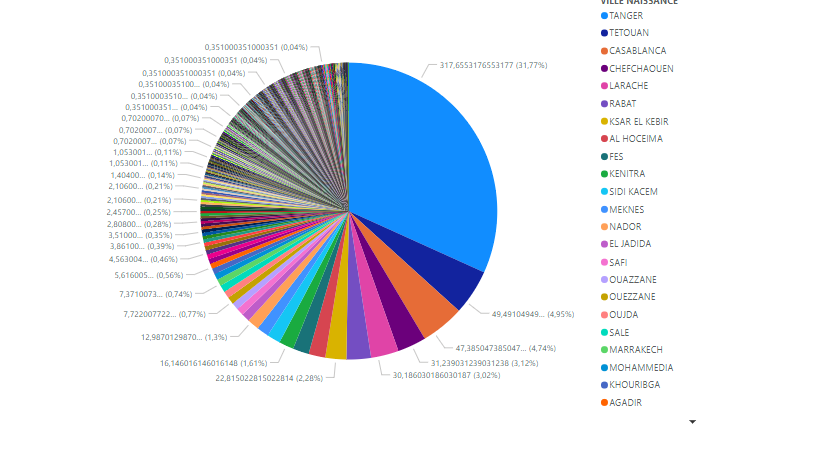 VILLE NAISSANCE
TANGER
TETOUAN
CASABLANCA
CHEFCHAOUEN
LARACHE
RABAT
KSAR EL KEBIR
AL HOCEIMA
FES
KENITRA
SIDI KACEM
MEKNES
NADOR
EL JADIDA
SAFI
OUAZZANE
OUEZZANE
OUJDA
SALE
MARRAKECH
MOHAMMEDIA
KHOURIBGA
AGADIR
317,6553176553177 (31,77%)
49,49104949... (4,95%)
47,385047385047... (4,74%)
31,239031239031238 (3,12%)
30,186030186030187 (3,02%)
22,815022815022814 (2,28%)
16,146016146016148 (1,61%)
12,9870129870... (1,3%)
7,722007722... (0,77%)
7,3710073... (0,74%)
5,616005... (0,56%)
4,563004... (0,46%)
3,86100... (0,39%)
3,51000... (0,35%)
2,80800... (0,28%)
2,45700... (0,25%)
2,10600... (0,21%)
2,10600... (0,21%)
1,40400... (0,14%)
1,053001... (0,11%)
1,053001... (0,11%)
0,7020007... (0,07%)
0,7020007... (0,07%)
0,70200070... (0,07%)
0,351000351... (0,04%)
0,3510003510... (0,04%)
0,35100035100... (0,04%)
0,351000351000351 (0,04%)
0,351000351000351 (0,04%)
0,351000351000351 (0,04%)